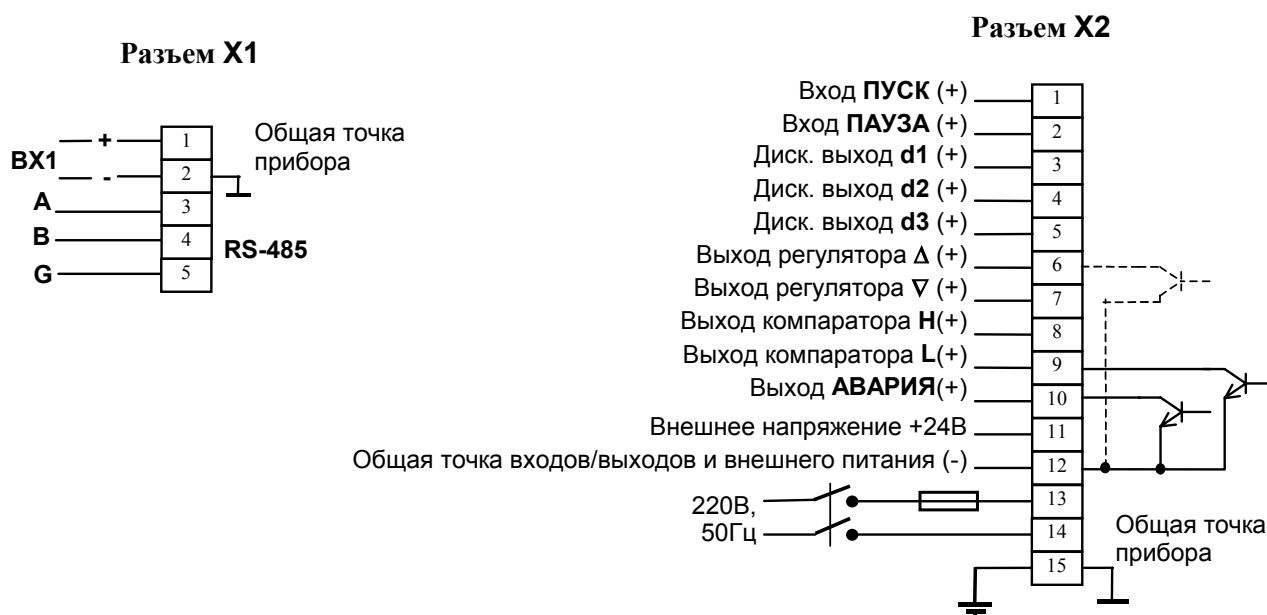 Разъем X1
BX1
+
1
Общая точка
прибора
-
2
A
3
B
4
RS-485
G
5
Разъем X2
Вход ПУСК (+)
1
Вход ПАУЗА (+)
2
Диск. выход d1 (+)
3
Диск. выход d2 (+)
4
Диск. выход d3 (+)
5
Выход регулятора Δ (+)
6
Выход регулятора ∇ (+)
7
Выход компаратора H(+)
8
Выход компаратора L(+)
9
Выход АВАРИЯ(+)
10
Внешнее напряжение +24В
11
Общая точка входов/выходов и внешнего питания (-)
12
220В,
50Гц
13
14
15
Общая точка
прибора